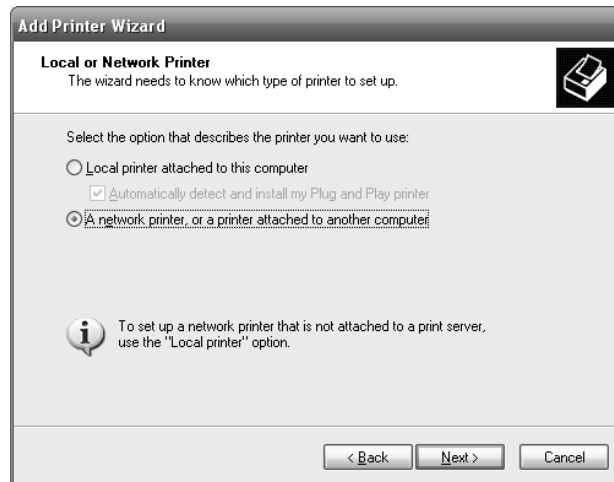 Add Printer Wizard
Local or Network Printer
The wizard needs to know which type of printer to set up.
Select the option that describes the printer you want to use:
Local printer attached to this computer
Automatically detect and install my Plug and Play printer
A network printer, or a printer attached to another computer
To set up a network printer that is not attached to a print server,
use the "Local printer" option.
< Back Next > Cancel